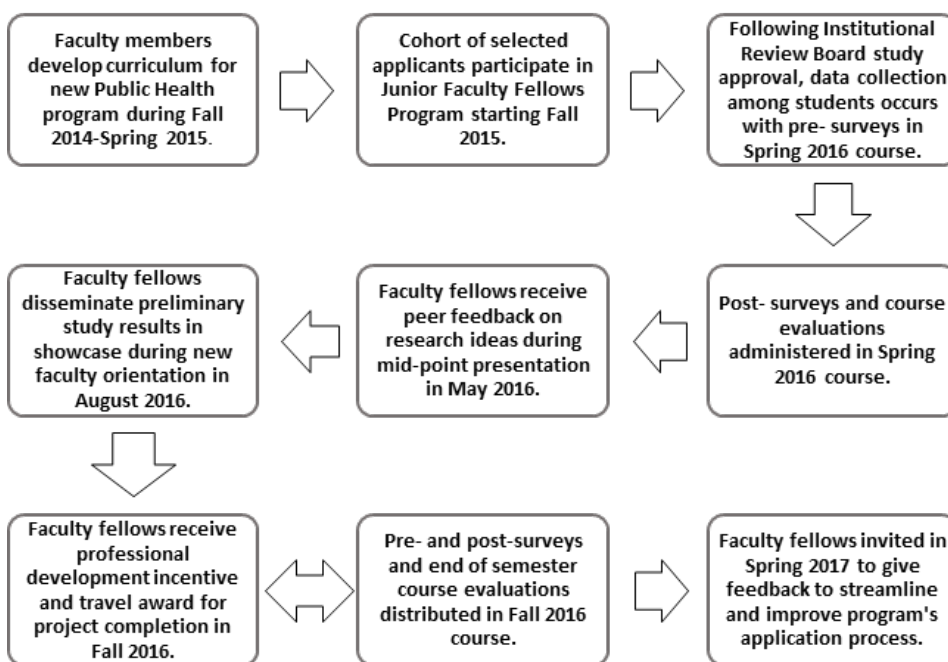 Faculty members
develop curriculum for
new Public Health
program during Fall
2014-Spring 2015.
Cohort of selected
applicants participate in
Junior Faculty Fellows
Program starting Fall
2015.
Following Institutional
Review Board study
approval, data collection
among students occurs
with pre- surveys in
Spring 2016 course.
Post- surveys and course
evaluations
administered in Spring
2016 course.
Faculty fellows receive
peer feedback on
research ideas during
mid-point presentation
in May 2016.
Faculty fellows
disseminate preliminary
study results in
showcase during new
faculty orientation in
August 2016.
Faculty fellows receive
professional
development incentive
and travel award for
project completion in
Fall 2016.
Pre- and post-surveys
and end of semester
course evaluations
distributed in Fall 2016
course.
Faculty fellows invited in
Spring 2017 to give
feedback to streamline
and improve program's
application process.